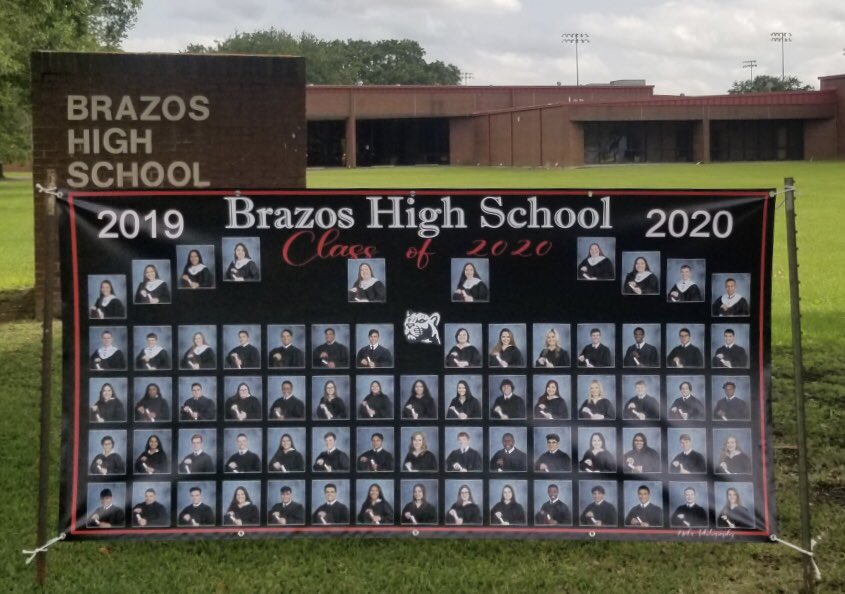 BRAZOS
HIGH
SCHOOL
2019 Brazos High School 2020
Class of 2020